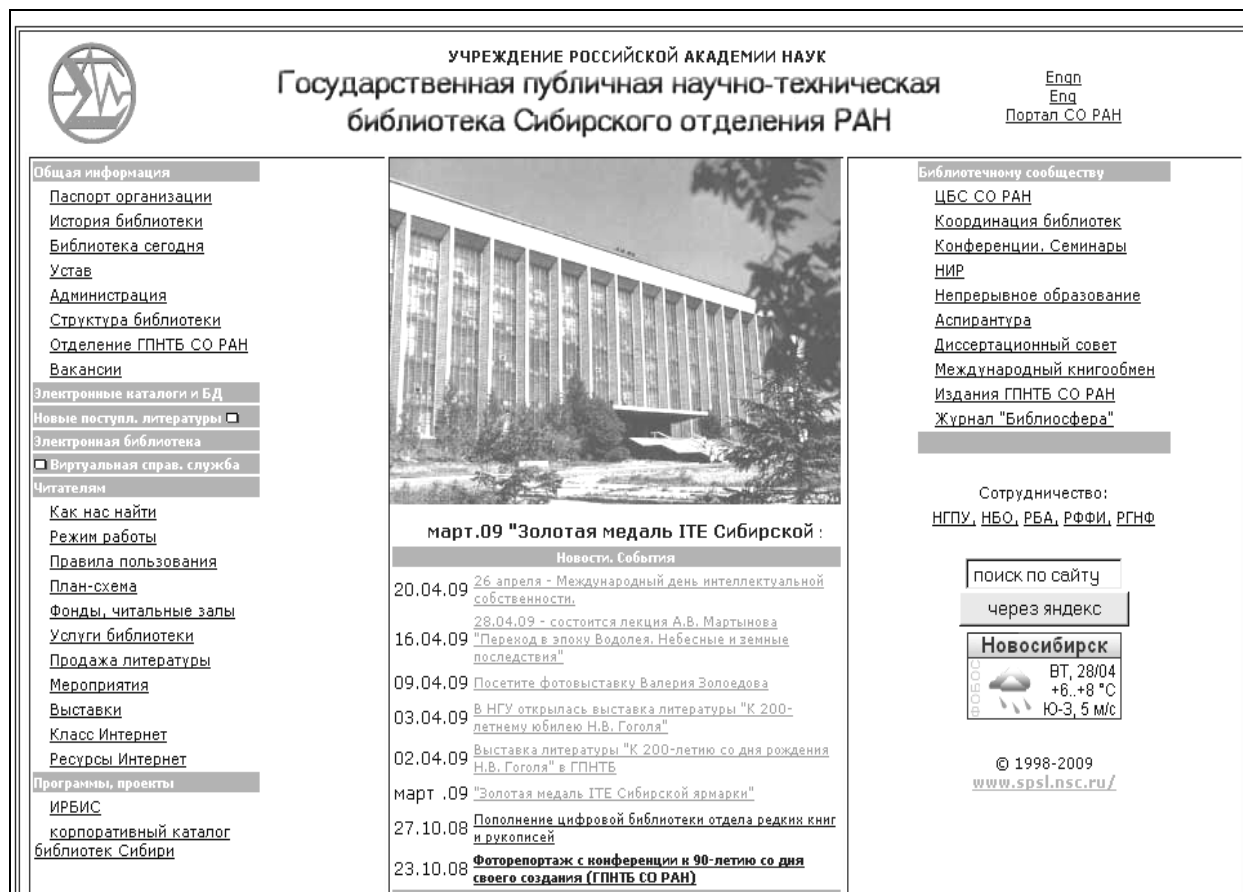 УЧРЕЖДЕНИЕ РОССИЙСКОЙ АКАДЕМИИ НАУК
Государственная публичная научно-техническая
библиотека Сибирского отделения РАН
Engn
Eng
Портал СО РАН
Общая информация
Паспорт организации
История библиотеки
Библиотека сегодня
Устав
Администрация
Структура библиотеки
Отделение ГПНТБ СО РАН
Вакансии
Электронные каталоги и БД
Новые поступл. литературы
Электронная библиотека
Виртуальная справ. служба
Читателям
Как нас найти
Режим работы
Правила пользования
План-схема
Фонды, читальные залы
Услуги библиотеки
Продажа литературы
Мероприятия
Выставки
Класс Интернет
Ресурсы Интернет
Программы, проекты
ИРБИС
корпоративный каталог
библиотек Сибири
март.09 "Золотая медаль ITE Сибирской :
Новости. События
20.04.09 26 апреля - Международный день интеллектуальной
собственности.
16.04.09 28.04.09 - состоится лекция А.В. Мартынова
"Переход в эпоху Водолея. Небесные и земные
последствия"
09.04.09 Посетите фотовыставку Валерия Золоедова
03.04.09 В НГУ открылась выставка литературы "К 200-
летнему юбилею Н.В. Гоголя"
02.04.09 Выставка литературы "К 200-летию со дня рождения
Н.В. Гоголя" в ГПНТБ
март .09 "Золотая медаль ITE Сибирской ярмарки"
27.10.08 Пополнение цифровой библиотеки отдела редких книг
и рукописей
23.10.08 Фоторепортаж с конференции к 90-летию со дня
своего создания (ГПНТБ СО РАН)
Библиотечному сообществу
ЦБС СО РАН
Координация библиотек
Конференции. Семинары
НИР
Непрерывное образование
Аспирантура
Диссертационный совет
Международный книгообмен
Издания ГПНТБ СО РАН
Журнал "Библиосфера"
Сотрудничество:
НГПУ, НБО, РБА, РФФИ, РГНФ
поиск по сайту
через яндекс
Новосибирск
ФОБОС
ВТ, 28/04
+6..+8 °C
Ю-З, 5 м/с
© 1998-2009
www.spsl.nsc.ru/